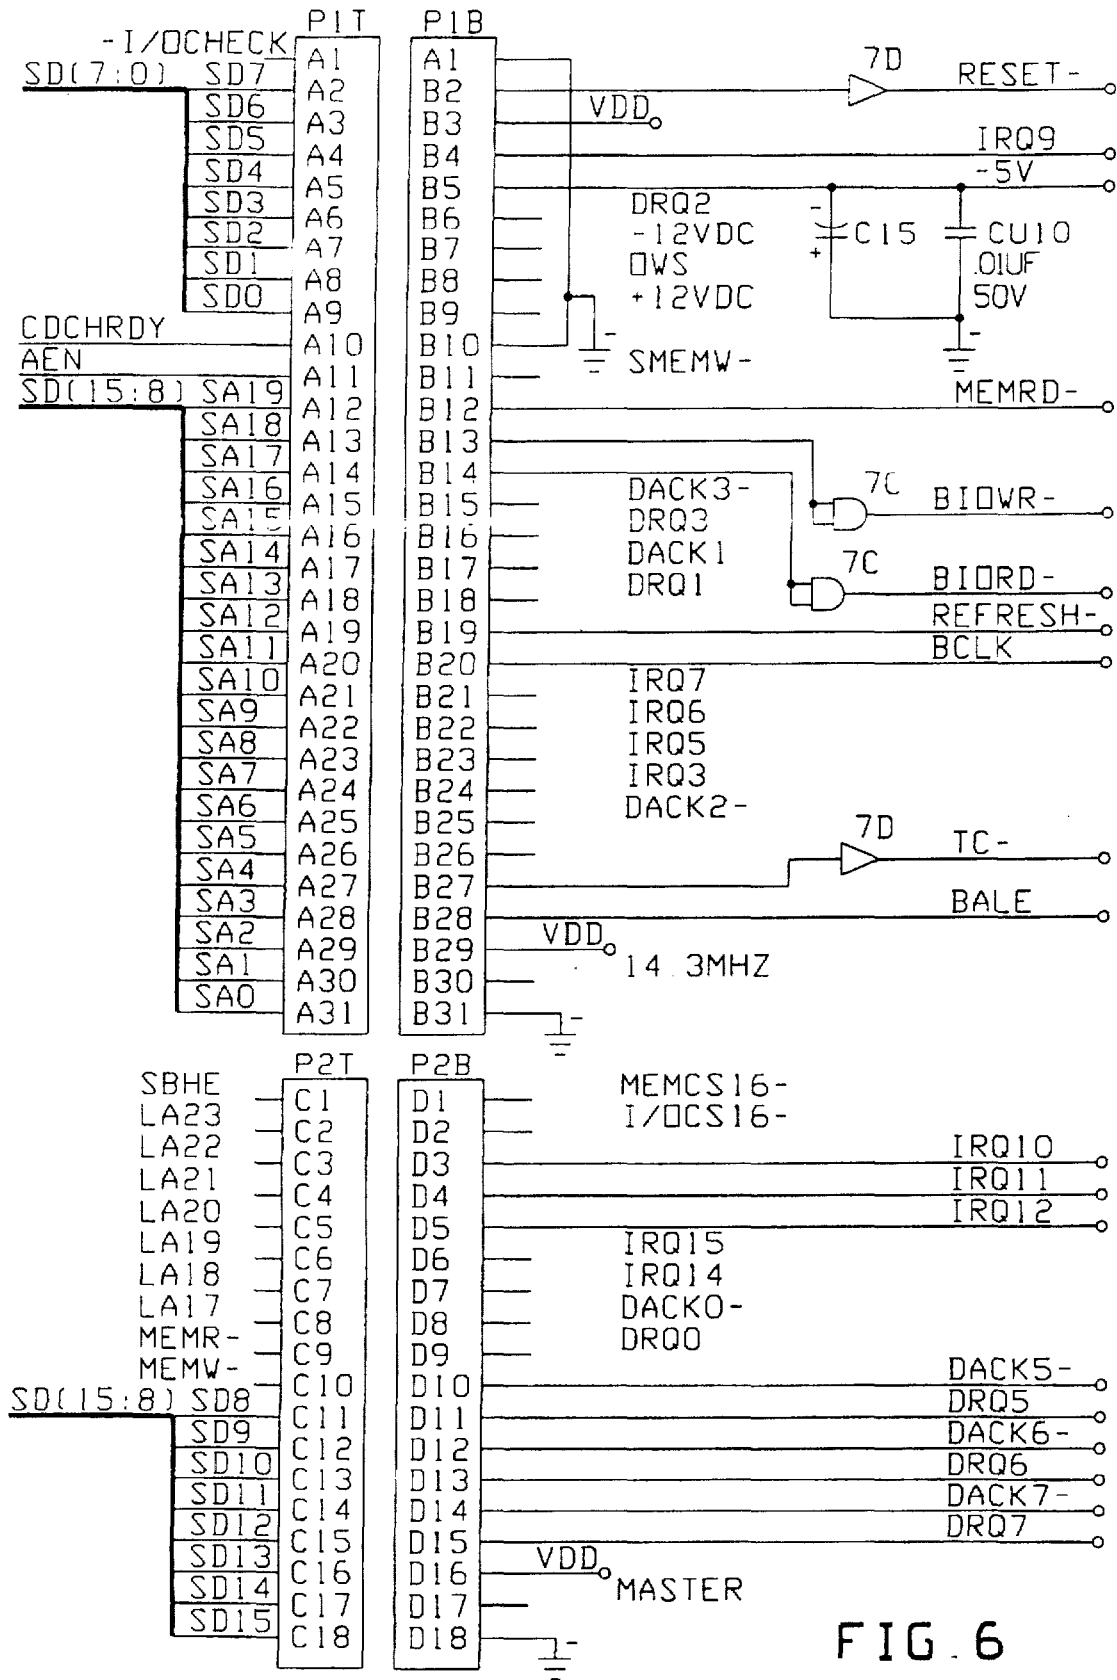 P1T P1B
-I/OCHECK A1 A1
SD(7:0) SD7 A2 B2 7D RESET-
SD6 A3 B3 VDD
SD5 A4 B4 IRQ9
SD4 A5 B5 -5V
SD3 A6 B6 DRQ2
SD2 A7 B7 -12VDC - + C15 CU10
SD1 A8 B8 0WS .01UF
SD0 A9 B9 +12VDC 50V
CDCHRDY A10 B10 - -
AEN A11 B11 SMEMW-
SD(15:8) SA19 A12 B12 MEMRD-
SA18 A13 B13
SA17 A14 B14
SA16 A15 B15 DACK3- 7C BIOWR-
SA15 A16 B16 DRQ3
SA14 A17 B17 DACK1
SA13 A18 B18 DRQ1 7C BIORD-
SA12 A19 B19 REFRESH-
SA11 A20 B20 BCLK
SA10 A21 B21 IRQ7
SA9 A22 B22 IRQ6
SA8 A23 B23 IRQ5
SA7 A24 B24 IRQ3
SA6 A25 B25 DACK2-
SA5 A26 B26
SA4 A27 B27 7D TC-
SA3 A28 B28 BALE
SA2 A29 B29 VDD
SA1 A30 B30 14.3MHZ
SA0 A31 B31 -
P2T P2B
SBHE C1 D1 MEMCS16-
LA23 C2 D2 I/OCS16-
LA22 C3 D3 IRQ10
LA21 C4 D4 IRQ11
LA20 C5 D5 IRQ12
LA19 C6 D6 IRQ15
LA18 C7 D7 IRQ14
LA17 C8 D8 DACK0-
MEMR- C9 D9 DRQ0
MEMW- C10 D10 DACK5-
SD(15:8) SD8 C11 D11 DRQ5
SD9 C12 D12 DACK6-
SD10 C13 D13 DRQ6
SD11 C14 D14 DACK7-
SD12 C15 D15 DRQ7
SD13 C16 D16 VDD
SD14 C17 D17 MASTER
SD15 C18 D18 -
FIG.6